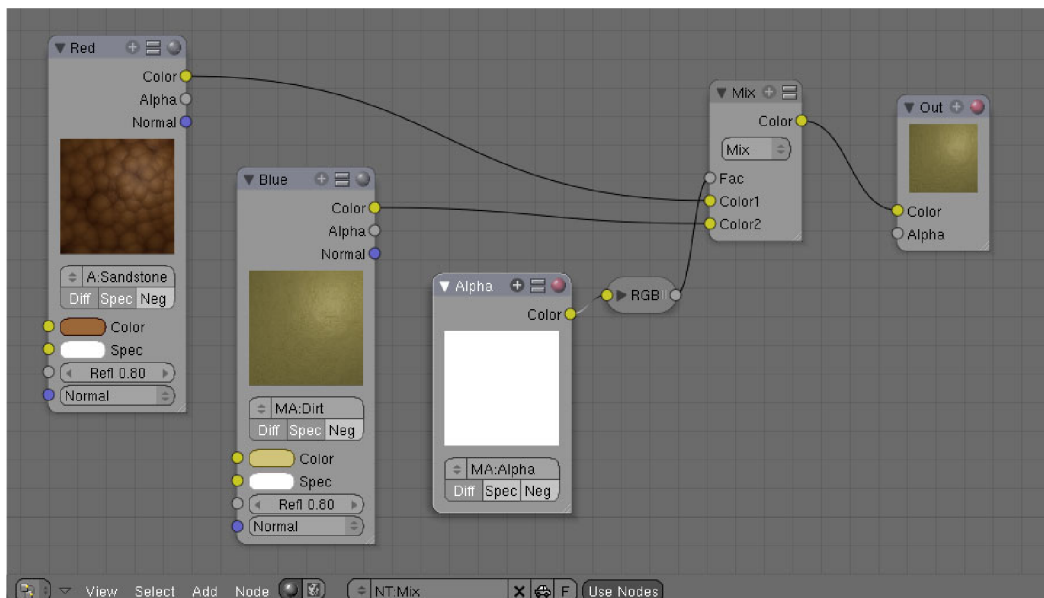 Red
Color
Alpha
Normal
A:Sandstone
Diff Spec Neg
Color
Spec
Refl 0.80
Normal
Blue
Color
Alpha
Normal
MA:Dirt
Diff Spec Neg
Color
Spec
Refl 0.80
Normal
Alpha
Color
MA:Alpha
Diff Spec Neg
RGB
Mix
Color
Mix
Fac
Color1
Color2
Out
Color
Alpha
View Select Add Node NT:Mix X F Use Nodes